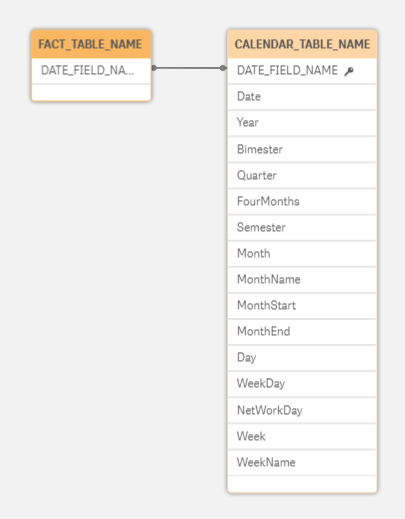 FACT_TABLE_NAME
DATE_FIELD_NA...
CALENDAR_TABLE_NAME
DATE_FIELD_NAME
Date
Year
Bimester
Quarter
FourMonths
Semester
Month
MonthName
MonthStart
MonthEnd
Day
WeekDay
NetWorkDay
Week
WeekName